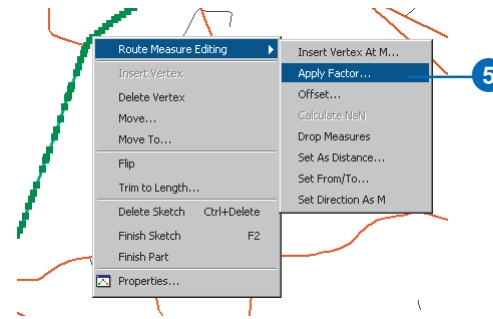 Route Measure Editing
Insert Vertex
Delete Vertex
Move...
Move To...
Flip
Trim to Length...
Delete Sketch Ctrl+Delete
Finish Sketch F2
Finish Part
Properties...
Insert Vertex At M...
Apply Factor...
Offset...
Calculate NaN
Drop Measures
Set As Distance...
Set From/To...
Set Direction As M
5